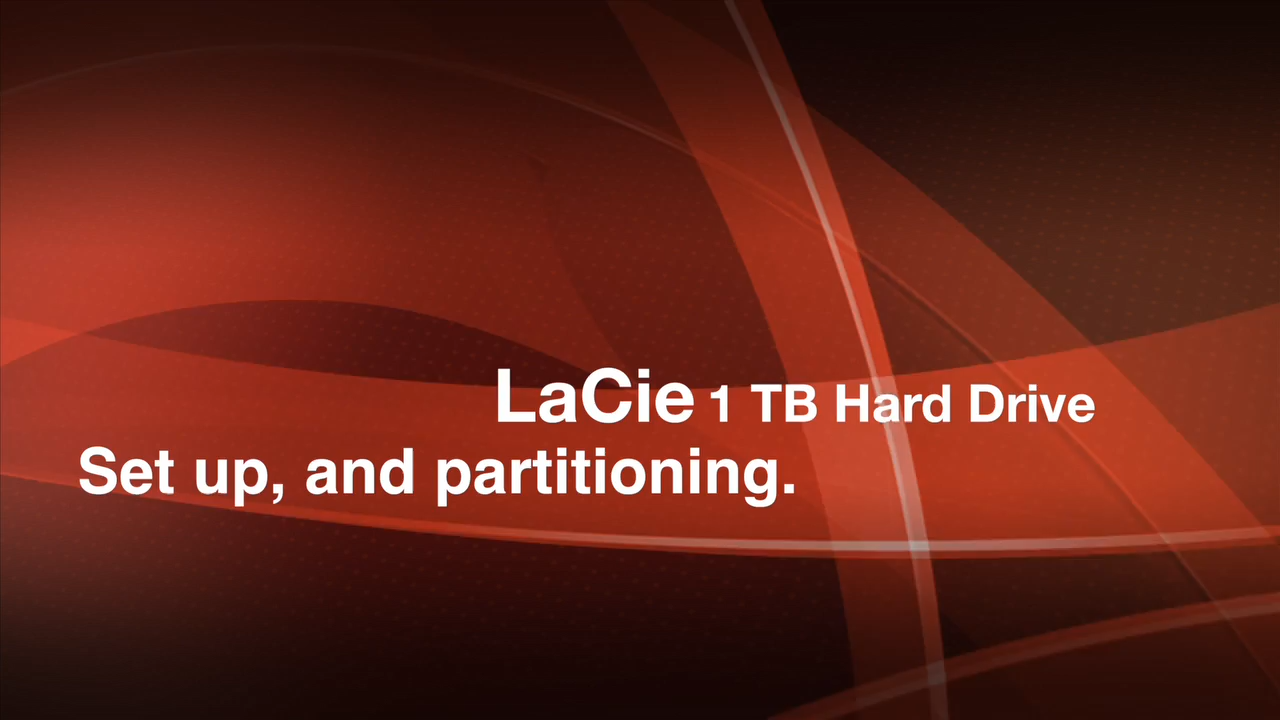 LaCie 1 TB Hard Drive
Set up, and partitioning.